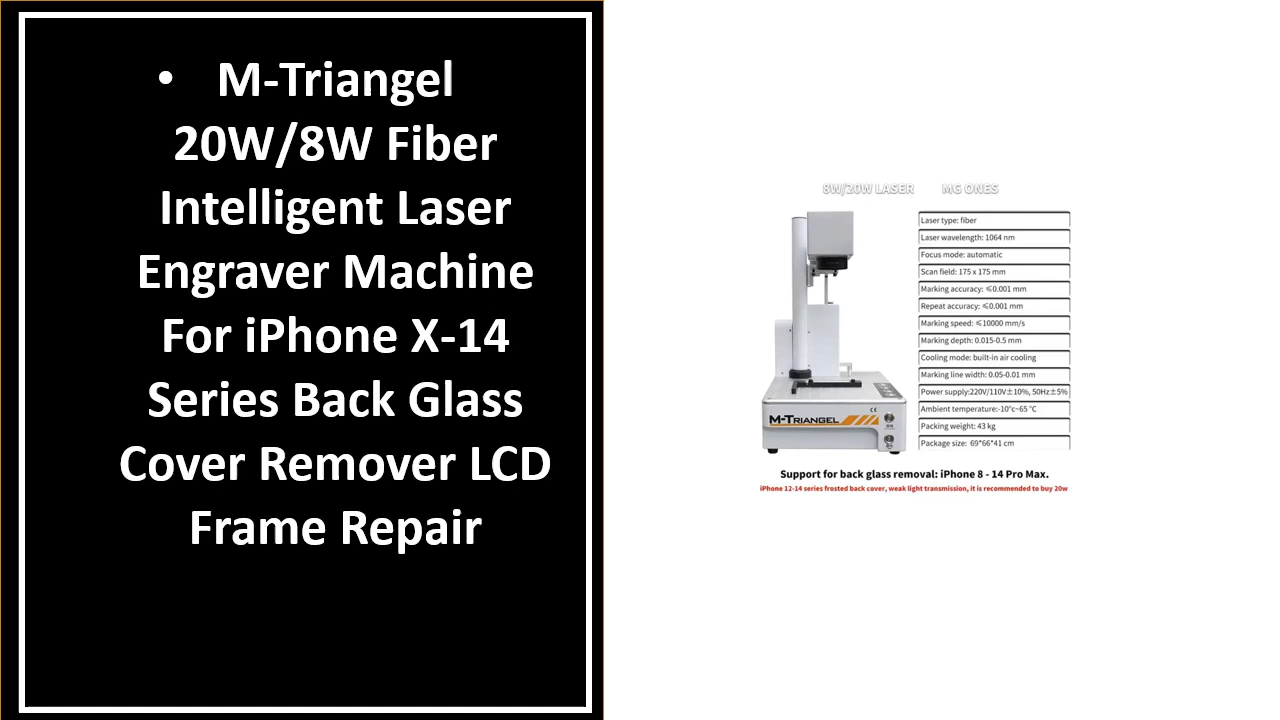 • M-Triangel
20W/8W Fiber
Intelligent Laser
Engraver Machine
For iPhone X-14
Series Back Glass
Cover Remover LCD
Frame Repair
8W/20W LASER MG ONES
Laser type: fiber
Laser wavelength: 1064 nm
Focus mode: automatic
Scan field: 175 x 175 mm
Marking accuracy: ≤0.001 mm
Repeat accuracy: ≤0.001 mm
Marking speed: ≤10000 mm/s
Marking depth: 0.015-0.5 mm
Cooling mode: built-in air cooling
Marking line width: 0.05-0.01 mm
Power supply:220V/110V±10%, 50Hz±5%
Ambient temperature:-10°c~65 °C
Packing weight: 43 kg
Package size: 69*66*41 cm
CE
M-TRIANGEL
Support for back glass removal: iPhone 8 - 14 Pro Max.
iPhone 12-14 series frosted back cover, weak light transmission, it is recommended to buy 20w